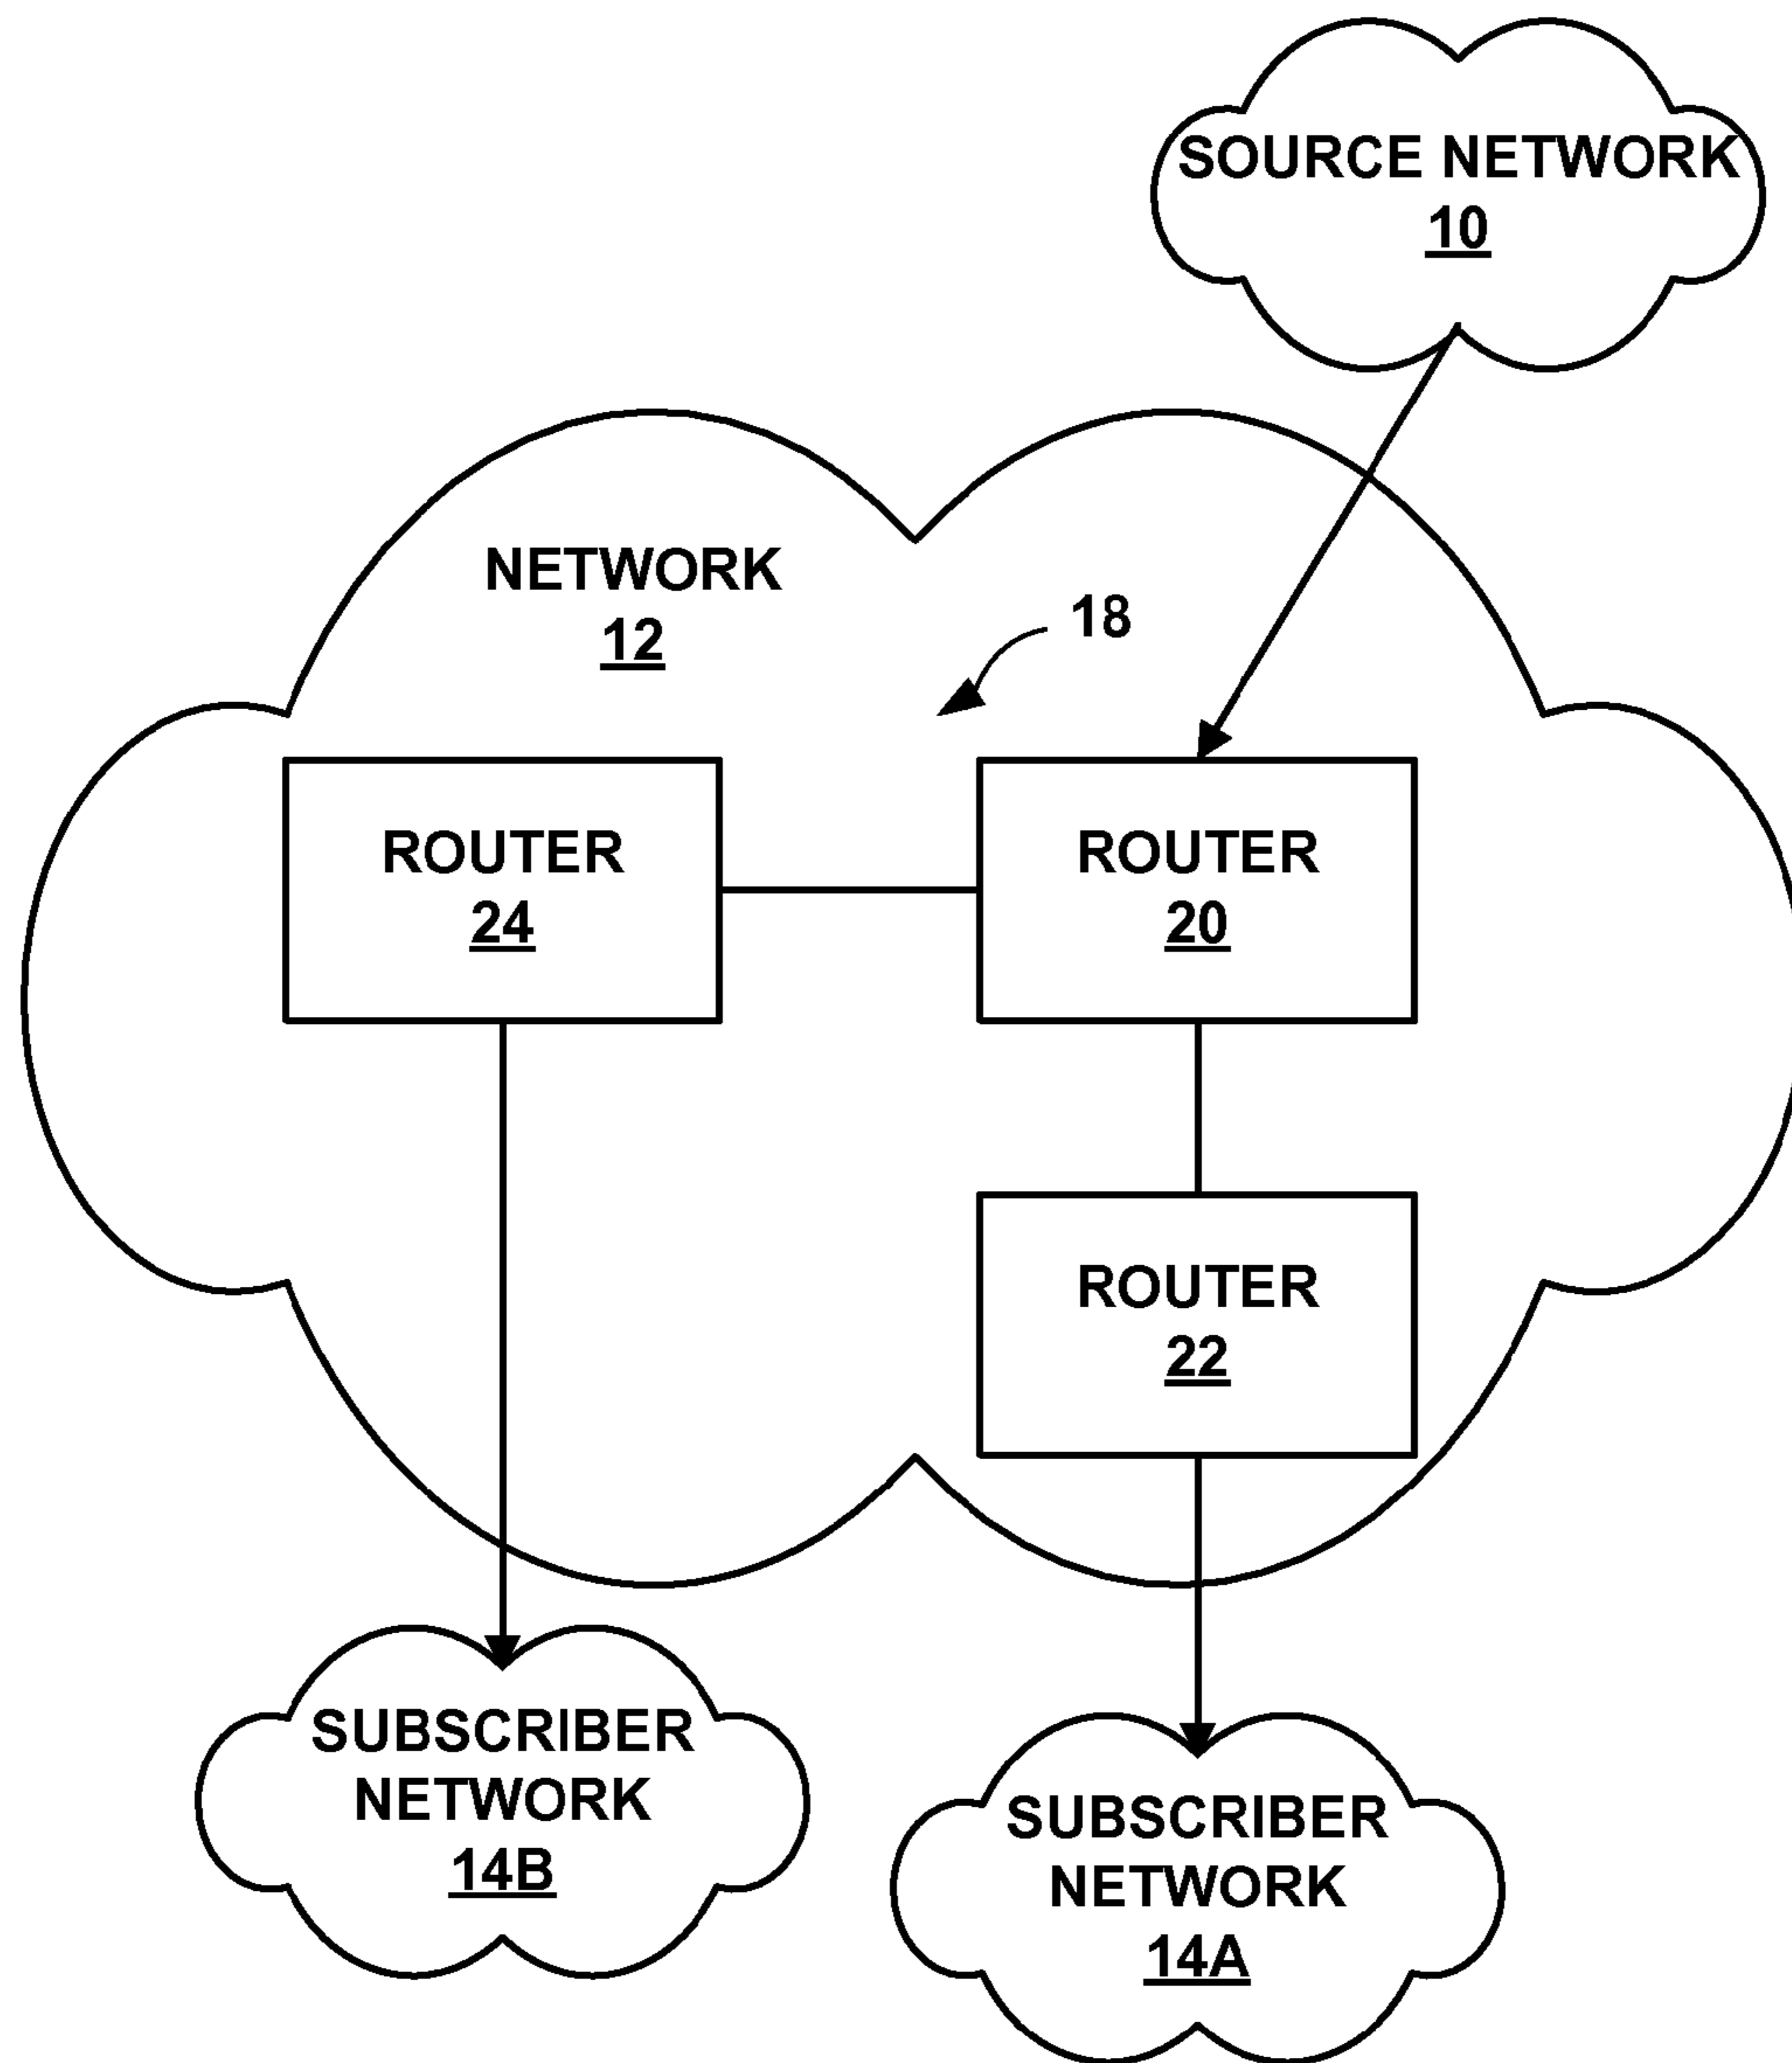 SOURCE NETWORK
10
NETWORK
12
18
ROUTER
24
ROUTER
20
ROUTER
22
SUBSCRIBER
NETWORK
14B
SUBSCRIBER
NETWORK
14A